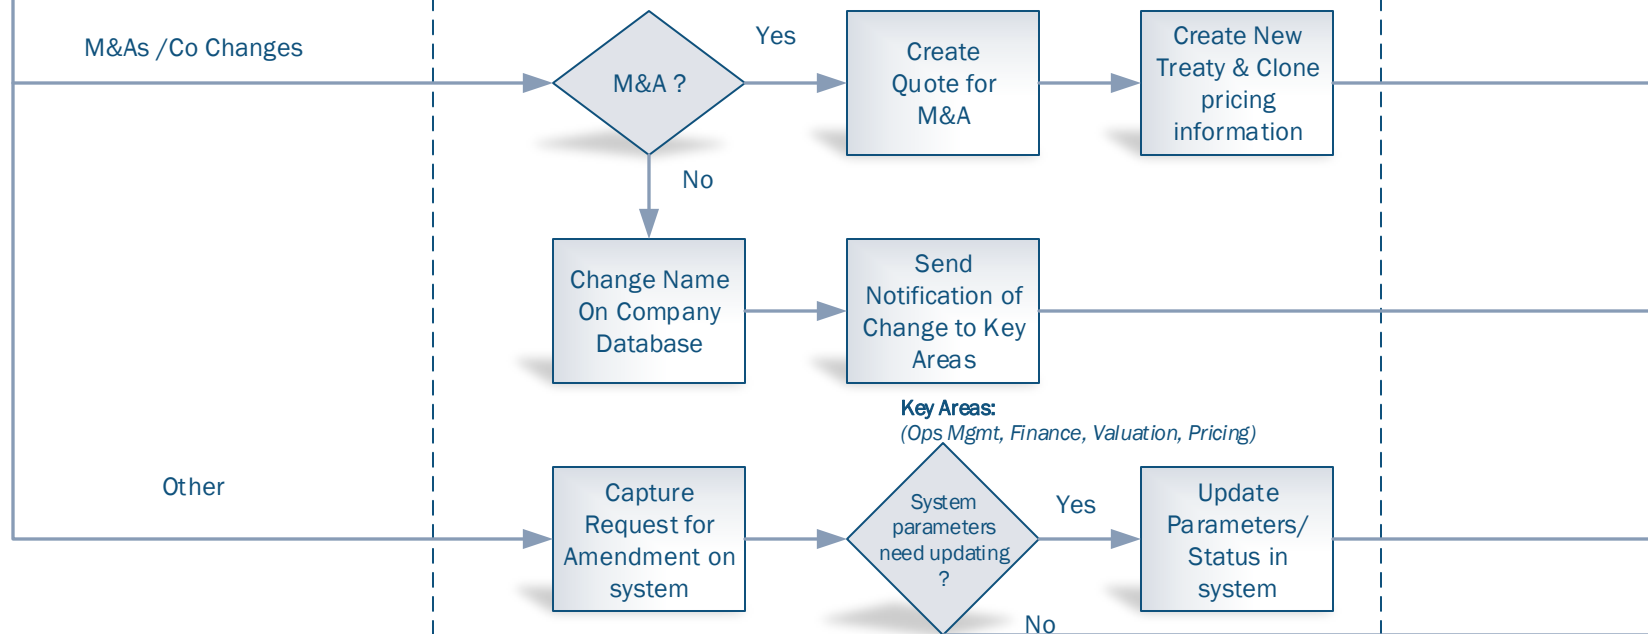 M&As /Co Changes
M&A ?
Yes
Create
Quote for
M&A
Create New
Treaty & Clone
pricing
information
No
Change Name
On Company
Database
Send
Notification of
Change to Key
Areas
Key Areas:
(Ops Mgmt, Finance, Valuation, Pricing)
Other
Capture
Request for
Amendment on
system
System
parameters
need updating
?
Yes
Update
Parameters/
Status in
system
No